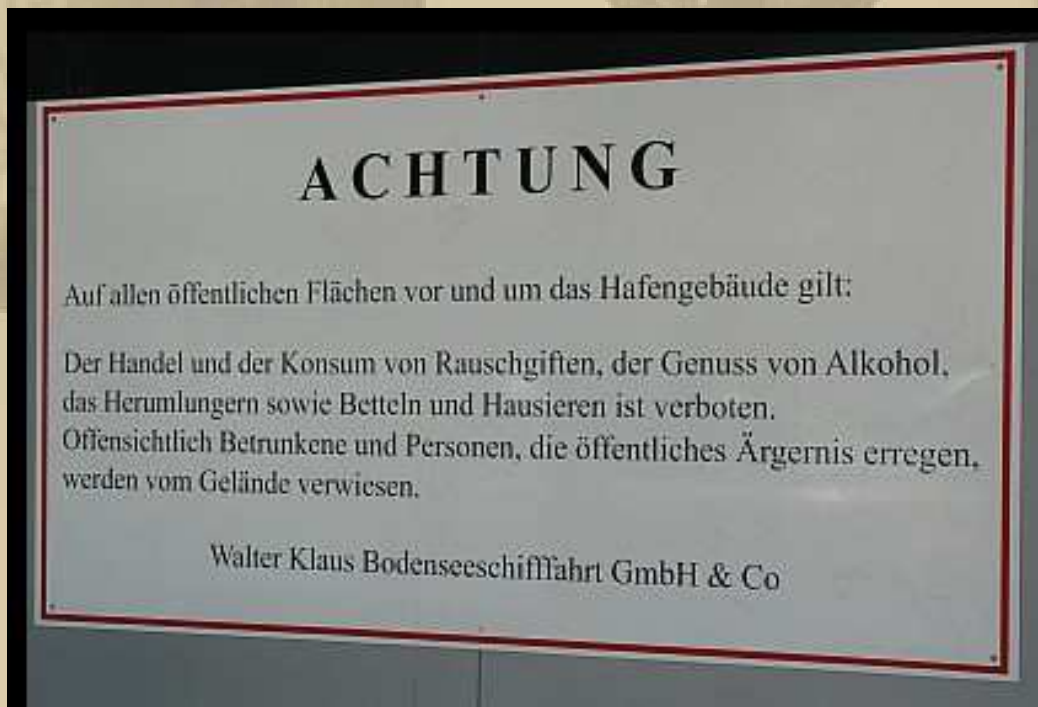 ACHTUNG
Auf allen öffentlichen Flächen vor und um das Hafengebäude gilt:
Der Handel und der Konsum von Rauschgiften, der Genuss von Alkohol,
das Herumlungern sowie Betteln und Hausieren ist verboten.
Offensichtlich Betrunkene und Personen, die öffentliches Ärgernis erregen,
werden vom Gelände verwiesen.
Walter Klaus Bodenseeschifffahrt GmbH & Co